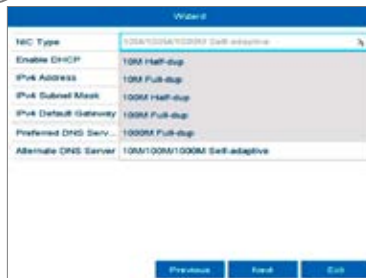 Wizard
NIC Type 10M/100M/1000M Self-adaptive
Enable DHCP 10M Half-dup
IPv4 Address 10M Full-dup
IPv4 Subnet Mask 100M Half-dup
IPv4 Default Gateway 100M Full-dup
Preferred DNS Serv... 1000M Full-dup
Alternate DNS Server 10M/100M/1000M Self-adaptive
Previous Next Exit